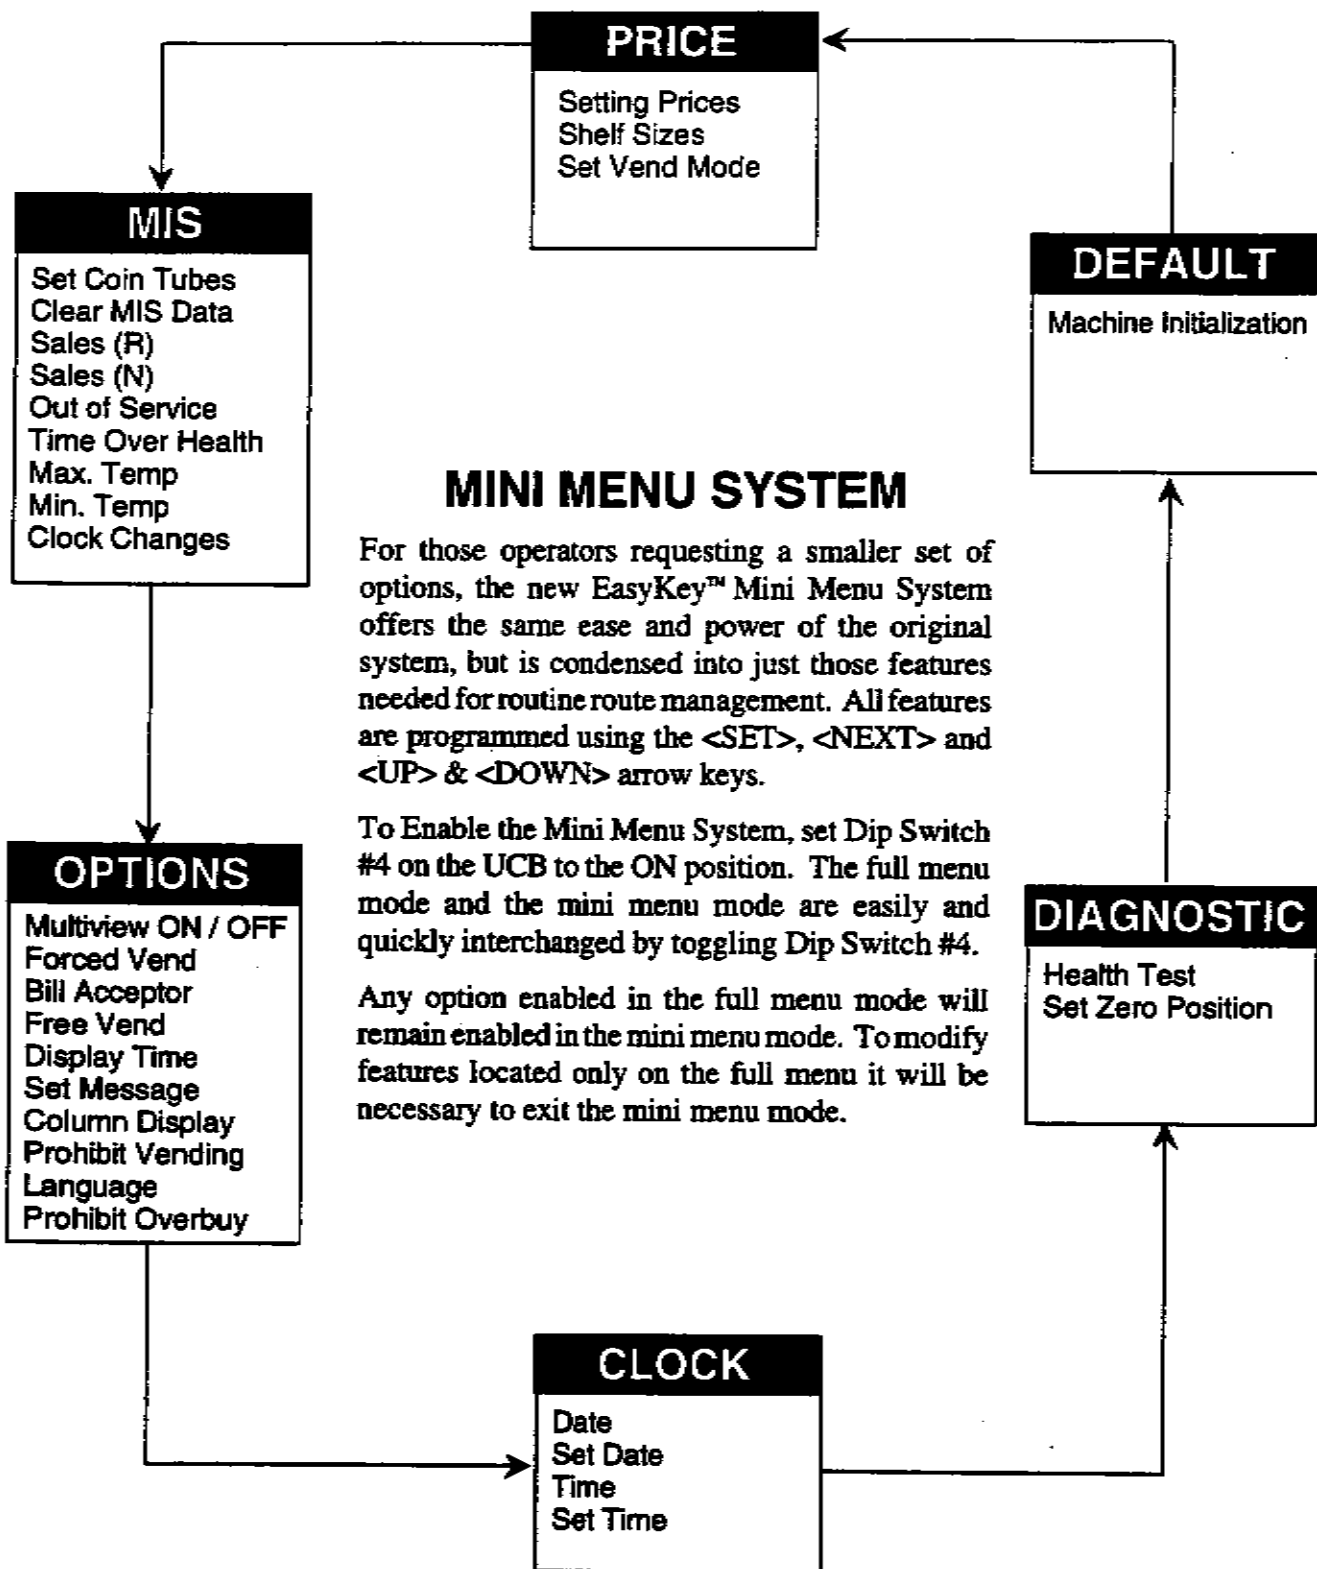 PRICE
Setting Prices
Shelf Sizes
Set Vend Mode
MIS
Set Coin Tubes
Clear MIS Data
Sales (R)
Sales (N)
Out of Service
Time Over Health
Max. Temp
Min. Temp
Clock Changes
DEFAULT
Machine Initialization
MINI MENU SYSTEM
For those operators requesting a smaller set of
options, the new EasyKey™ Mini Menu System
offers the same ease and power of the original
system, but is condensed into just those features
needed for routine route management. All features
are programmed using the <SET>, <NEXT> and
<UP> & <DOWN> arrow keys.
To Enable the Mini Menu System, set Dip Switch
#4 on the UCB to the ON position. The full menu
mode and the mini menu mode are easily and
quickly interchanged by toggling Dip Switch #4.
Any option enabled in the full menu mode will
remain enabled in the mini menu mode. To modify
features located only on the full menu it will be
necessary to exit the mini menu mode.
OPTIONS
Multiview ON / OFF
Forced Vend
Bill Acceptor
Free Vend
Display Time
Set Message
Column Display
Prohibit Vending
Language
Prohibit Overbuy
DIAGNOSTIC
Health Test
Set Zero Position
CLOCK
Date
Set Date
Time
Set Time